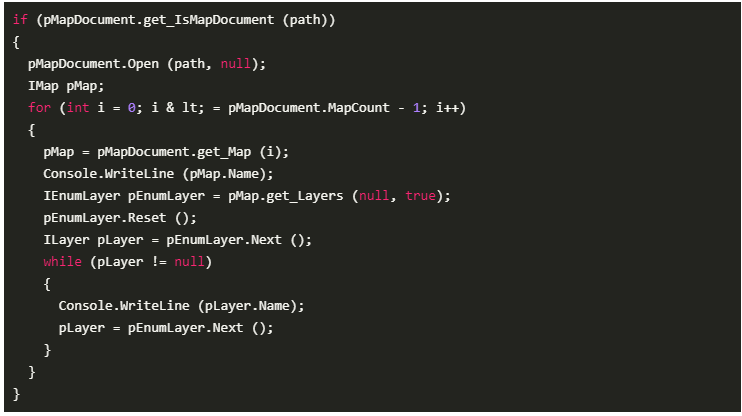 if (pMapDocument.get_IsMapDocument (path))
{
pMapDocument.Open (path, null);
IMap pMap;
for (int i = 0; i & lt; = pMapDocument.MapCount - 1; i++)
{
pMap = pMapDocument.get_Map (i);
Console.WriteLine (pMap.Name);
IEnumLayer pEnumLayer = pMap.get_Layers (null, true);
pEnumLayer.Reset ();
ILayer pLayer = pEnumLayer.Next ();
while (pLayer != null)
{
Console.WriteLine (pLayer.Name);
pLayer = pEnumLayer.Next ();
}
}
}